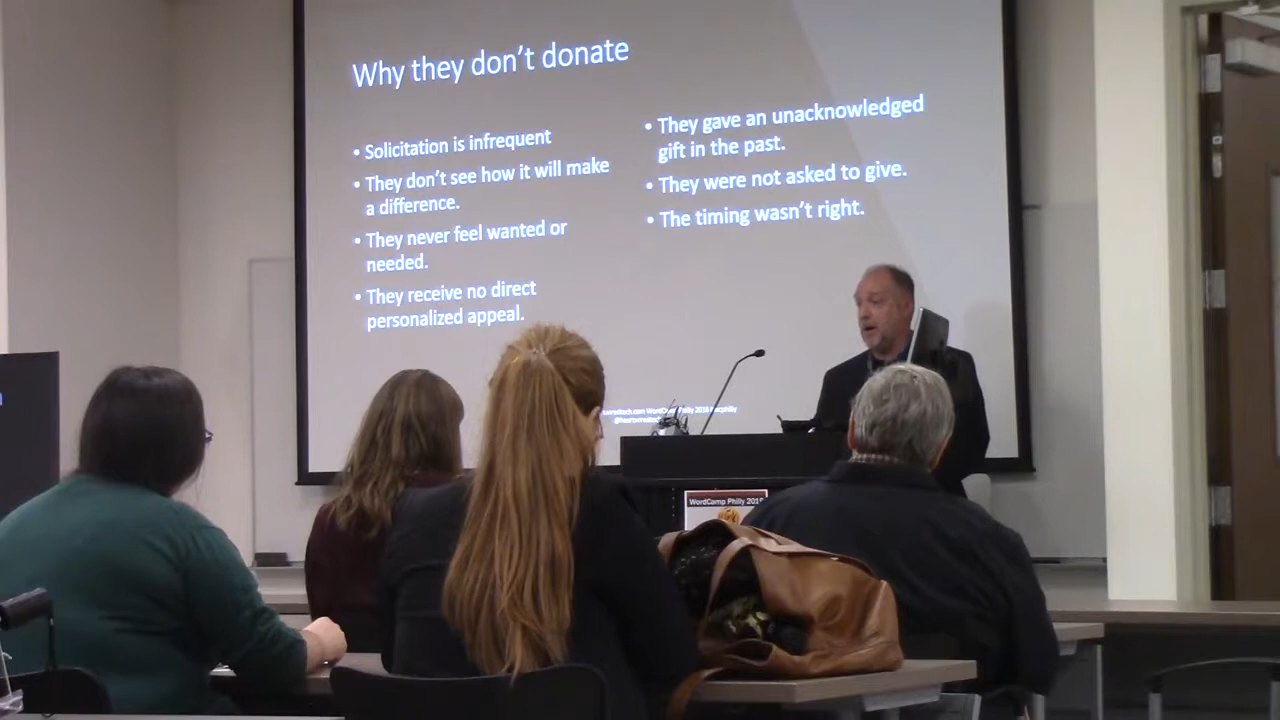 Why they don't donate
• Solicitation is infrequent
• They don't see how it will make
a difference.
• They never feel wanted or
needed.
• They receive no direct
personalized appeal.
• They gave an unacknowledged
gift in the past.
• They were not asked to give.
• The timing wasn't right.
WordCamp Philly 2018